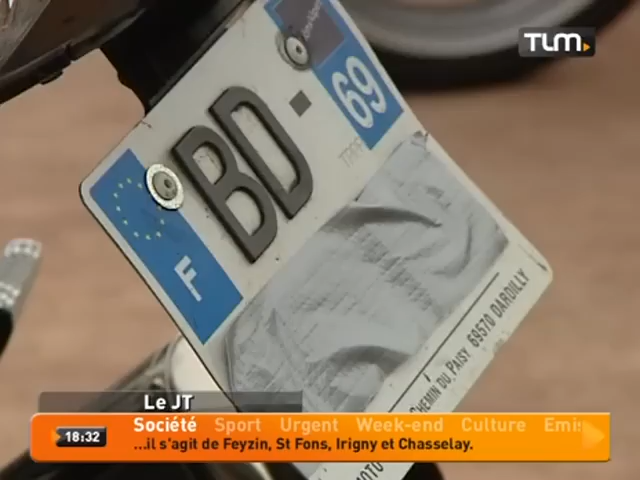 TLM
BD-
69
F
CHEMIN DU PAISY 69570 DARDILLY
MOTO
Le JT
Société Sport Urgent Week-end Culture Emis
18:32
...il s'agit de Feyzin, St Fons, Irigny et Chasselay.